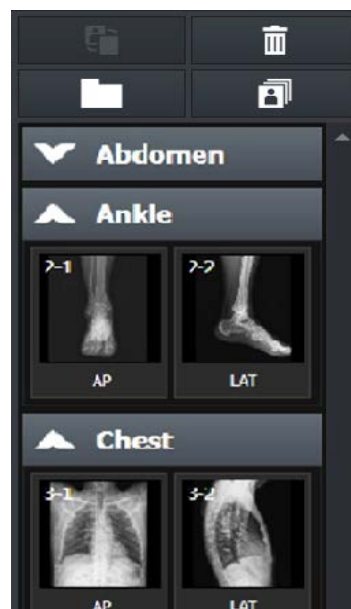 Abdomen
Ankle
2-1 2-2
AP LAT
Chest
3-1 3-2
AP LAT